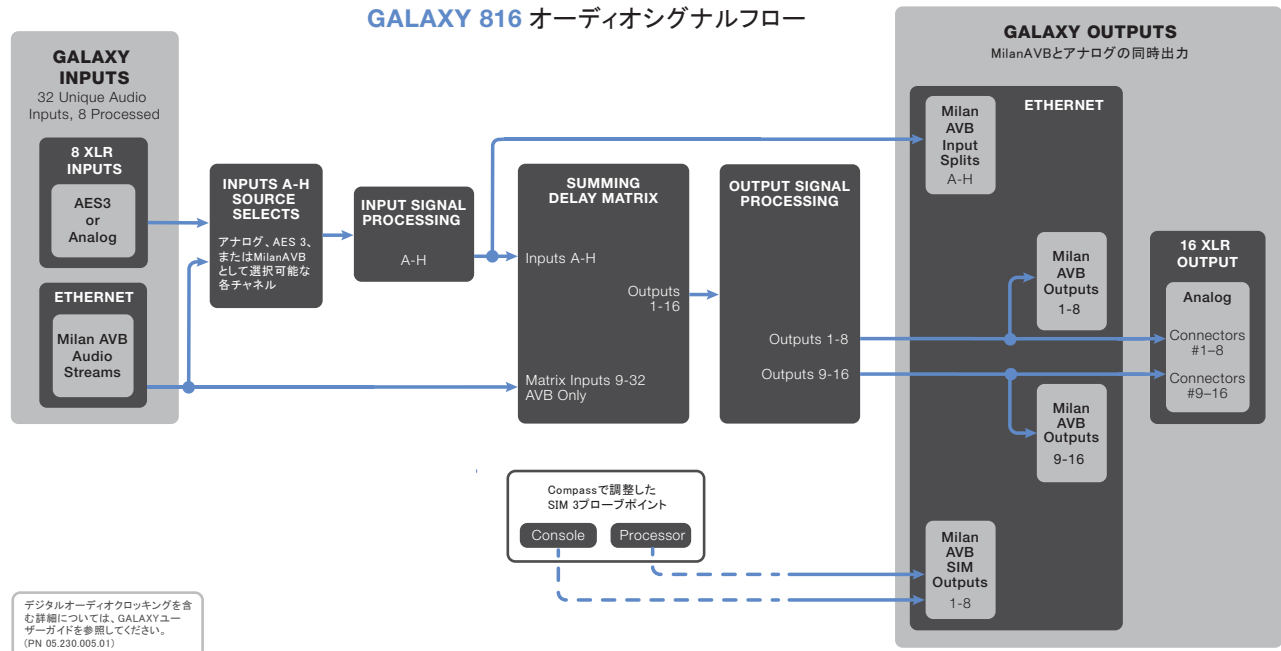 GALAXY 816 オーディオシグナルフロー
GALAXY
INPUTS
32 Unique Audio
Inputs, 8 Processed
8 XLR
INPUTS
AES3
or
Analog
ETHERNET
Milan AVB
Audio
Streams
INPUTS A-H
SOURCE
SELECTS
アナログ、AES 3、
またはMilanAVB
として選択可能な
各チャネル
INPUT SIGNAL
PROCESSING
A-H
SUMMING
DELAY MATRIX
Inputs A-H
Outputs
1-16
Matrix Inputs 9-32
AVB Only
OUTPUT SIGNAL
PROCESSING
Outputs 1-8
Outputs 9-16
GALAXY OUTPUTS
MilanAVBとアナログの同時出力
ETHERNET
Milan
AVB
Input
Splits
A-H
Milan
AVB
Outputs
1-8
16 XLR
OUTPUT
Analog
Connectors
#1–8
Connectors
#9–16
Milan
AVB
Outputs
9-16
Compassで調整した
SIM 3プローブポイント
Console
Processor
Milan
AVB
SIM
Outputs
1-8
デジタルオーディオクロッキングを含
む詳細については、GALAXYユー
ザーガイドを参照してください。
(PN 05.230.005.01)